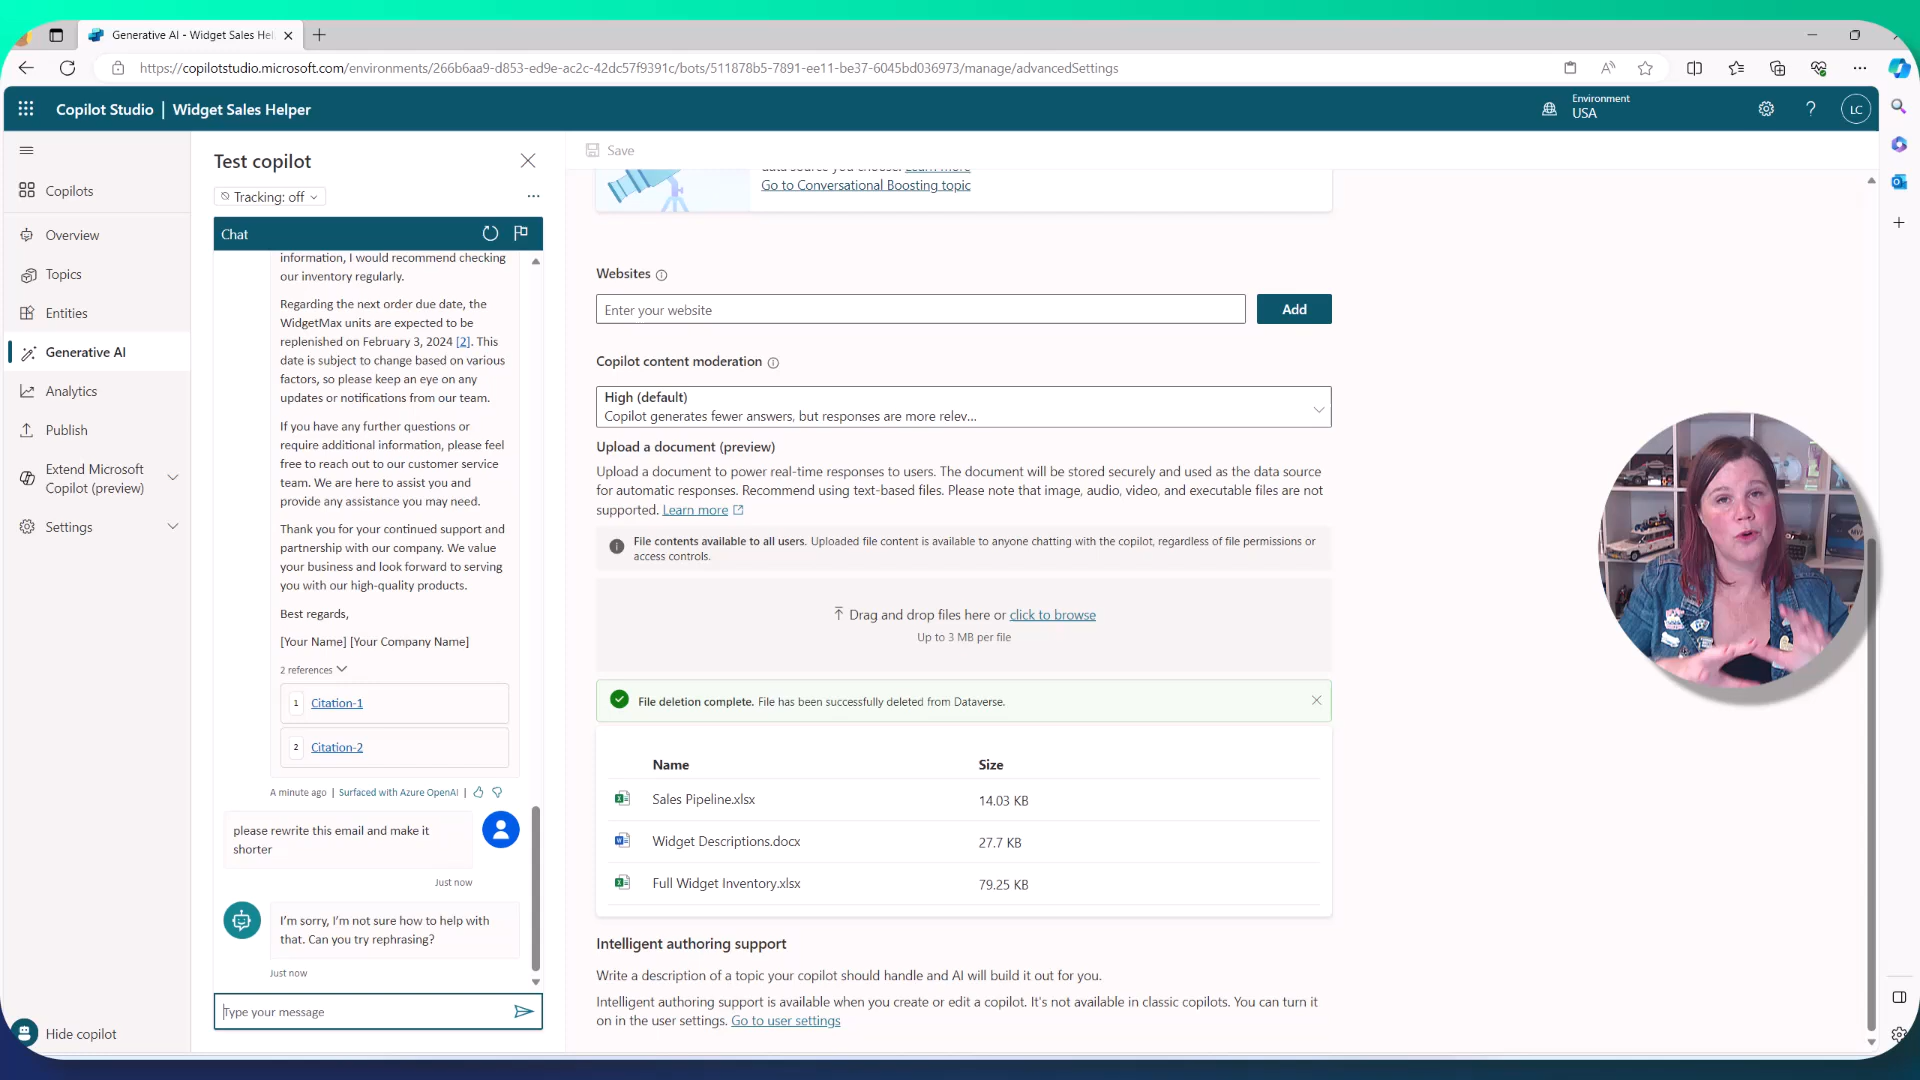 Generative AI - Widget Sales He
https://copilotstudio.microsoft.com/environments/266b6aa9-d853-ed9e-ac2c-42dc57f9391c/bots/511878b5-7891-ee11-be37-6045bd036973/manage/advancedSettings
Copilot Studio | Widget Sales Helper
Environment
USA
?
LC
Copilots
Overview
Topics
Entities
Generative AI
Analytics
Publish
Extend Microsoft
Copilot (preview)
Settings
Hide copilot
Test copilot
Tracking: off
Chat
information, I would recommend checking
our inventory regularly.
Regarding the next order due date, the
WidgetMax units are expected to be
replenished on February 3, 2024 [2]. This
date is subject to change based on various
factors, so please keep an eye on any
updates or notifications from our team.
If you have any further questions or
require additional information, please feel
free to reach out to our customer service
team. We are here to assist you and
provide any assistance you may need.
Thank you for your continued support and
partnership with our company. We value
your business and look forward to serving
you with our high-quality products.
Best regards,
[Your Name] [Your Company Name]
2 references
1 Citation-1
2 Citation-2
A minute ago | Surfaced with Azure OpenAI |
please rewrite this email and make it
shorter
Just now
I'm sorry, I'm not sure how to help with
that. Can you try rephrasing?
Just now
Type your message
Save
data source you choose. Learn more
Go to Conversational Boosting topic
Websites
Enter your website
Add
Copilot content moderation
High (default)
Copilot generates fewer answers, but responses are more relev...
Upload a document (preview)
Upload a document to power real-time responses to users. The document will be stored securely and used as the data source
for automatic responses. Recommend using text-based files. Please note that image, audio, video, and executable files are not
supported. Learn more
File contents available to all users. Uploaded file content is available to anyone chatting with the copilot, regardless of file permissions or
access controls.
Drag and drop files here or click to browse
Up to 3 MB per file
File deletion complete. File has been successfully deleted from Dataverse.
Name Size
Sales Pipeline.xlsx 14.03 KB
Widget Descriptions.docx 27.7 KB
Full Widget Inventory.xlsx 79.25 KB
Intelligent authoring support
Write a description of a topic your copilot should handle and AI will build it out for you.
Intelligent authoring support is available when you create or edit a copilot. It's not available in classic copilots. You can turn it
on in the user settings. Go to user settings